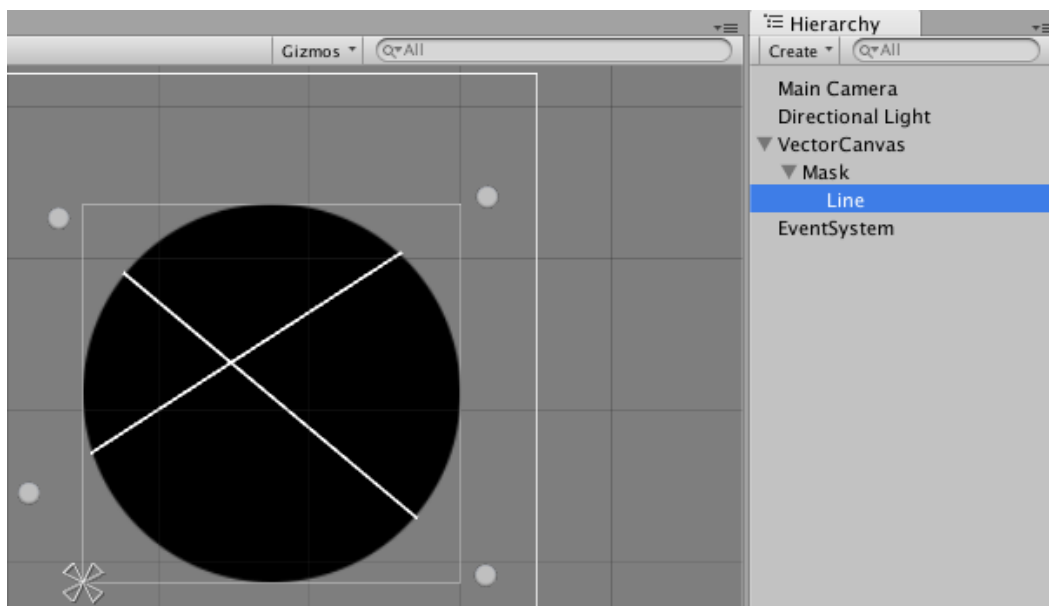 Gizmos All
Hierarchy
Create All
Main Camera
Directional Light
VectorCanvas
Mask
Line
EventSystem